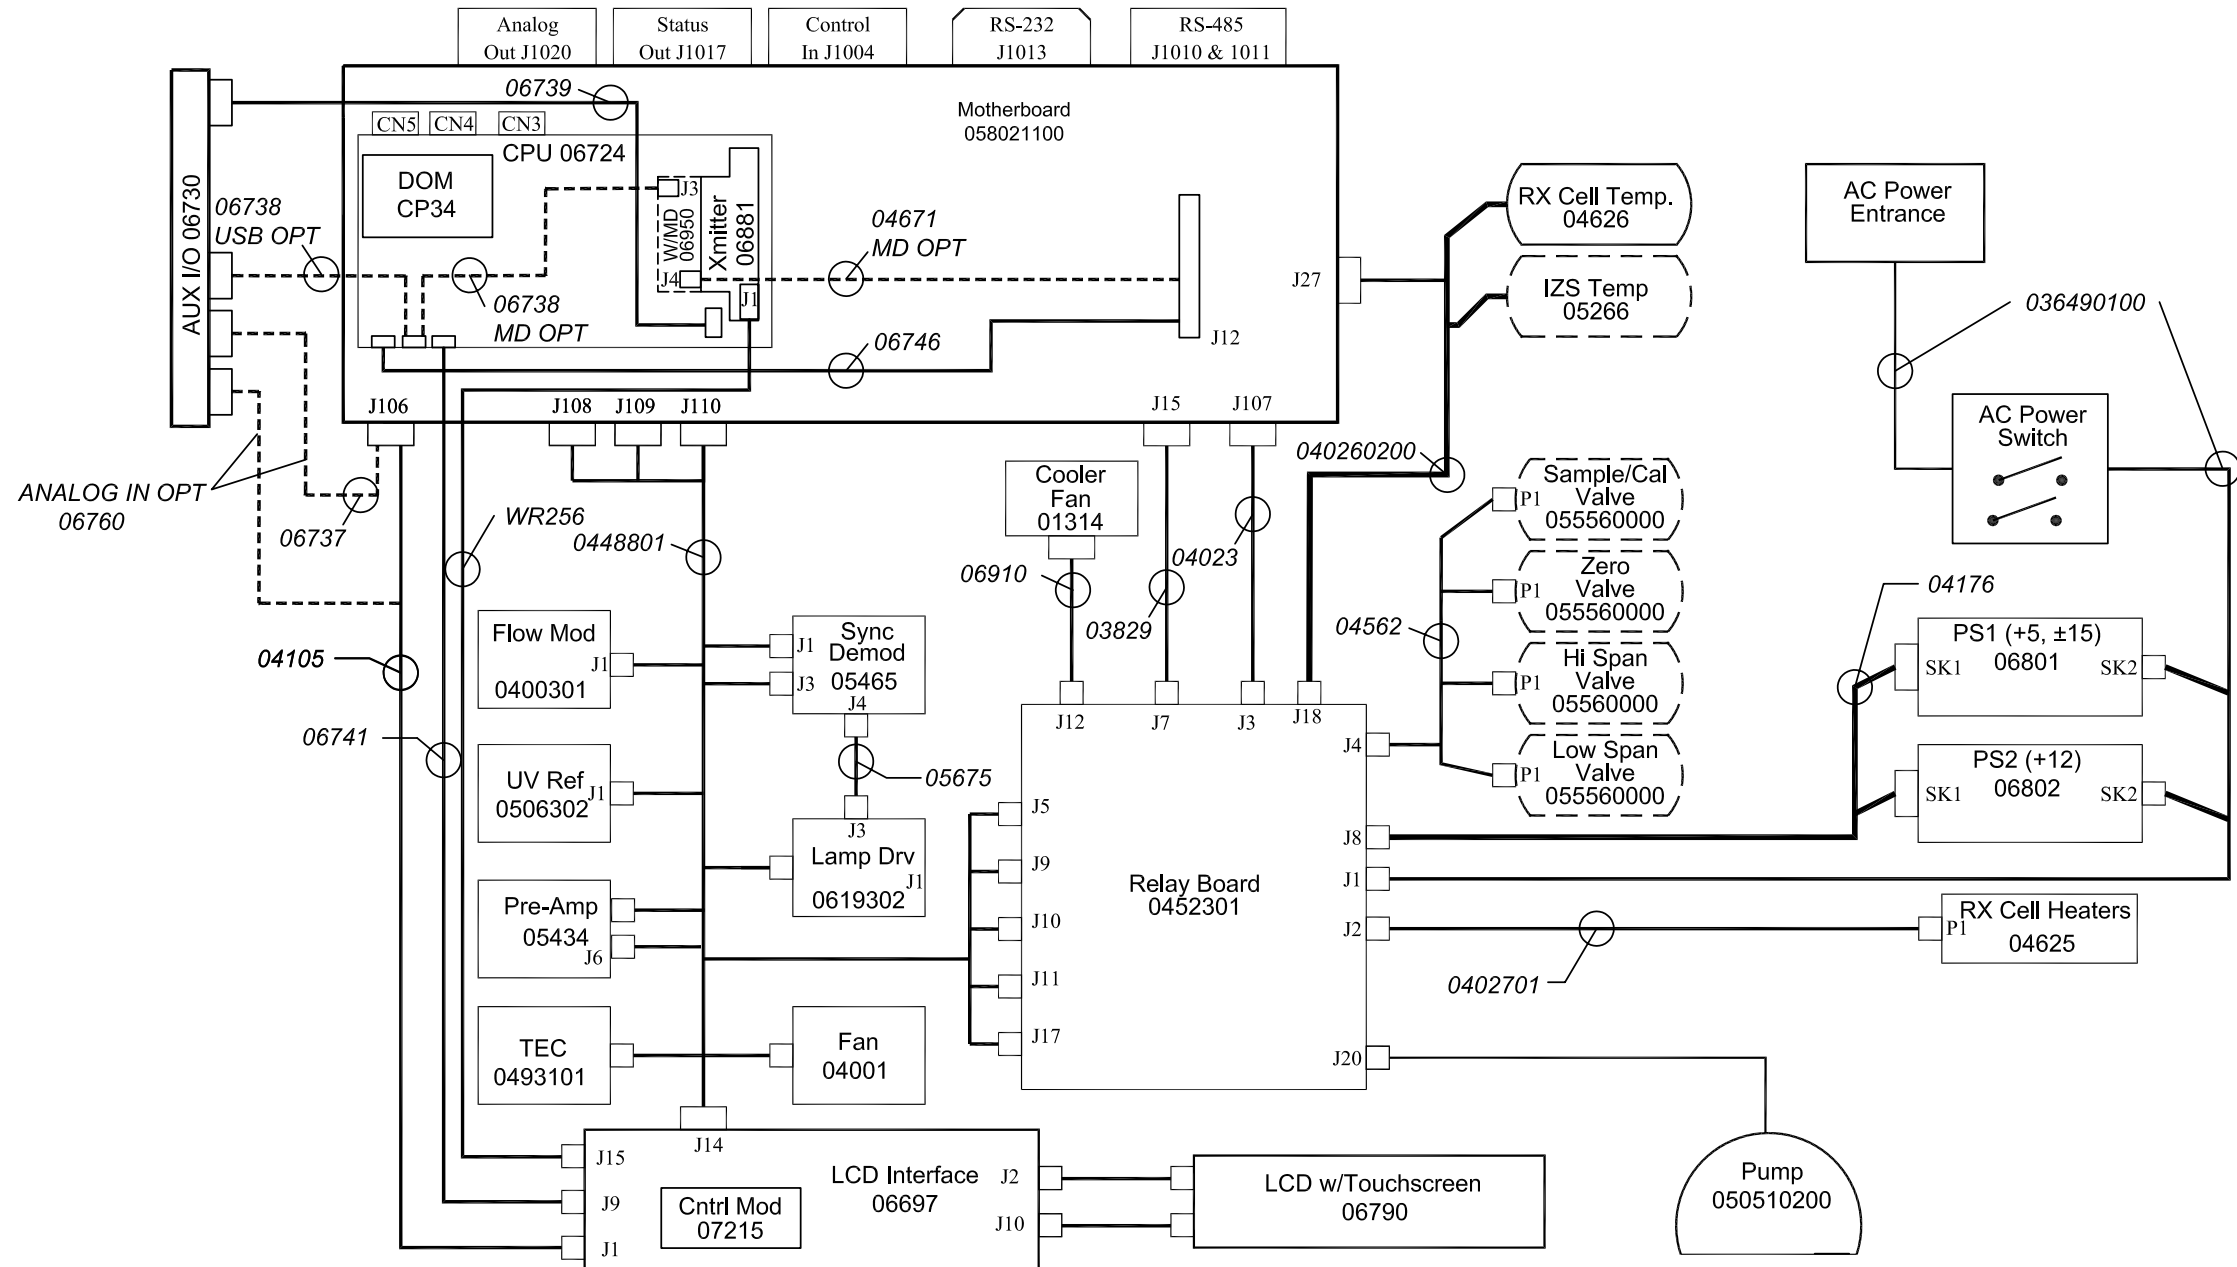 Analog
Out J1020
Status
Out J1017
Control
In J1004
RS-232
J1013
RS-485
J1010 & 1011
06739
Motherboard
058021100
CN5
CN4
CN3
CPU 06724
DOM
CP34
AUX I/O 06730
06738
USB OPT
J3
W/MD
06950
Xmitter
06881
J4
J1
04671
MD OPT
06738
MD OPT
06746
J12
J27
RX Cell Temp.
04626
IZS Temp
05266
AC Power
Entrance
036490100
AC Power
Switch
J106
J108
J109
J110
J15
J107
ANALOG IN OPT
06760
06737
WR256
0448801
Cooler
Fan
01314
06910
03829
04023
040260200
Sample/Cal
Valve
055560000
P1
Zero
Valve
055560000
P1
Hi Span
Valve
05560000
P1
Low Span
Valve
055560000
P1
04562
04176
PS1 (+5, ±15)
06801
SK1
SK2
PS2 (+12)
06802
SK1
SK2
04105
06741
Flow Mod
J1
0400301
Sync
Demod
05465
J1
J3
J4
05675
UV Ref
0506302
J1
J3
Lamp Drv
J1
0619302
Pre-Amp
05434
J6
TEC
0493101
Fan
04001
J12
J7
J3
J18
J4
J5
J9
J10
J11
J17
J8
J1
J2
J20
Relay Board
0452301
RX Cell Heaters
P1
04625
0402701
Pump
050510200
J14
J15
J9
J1
LCD Interface
06697
J2
J10
Cntrl Mod
07215
LCD w/Touchscreen
06790